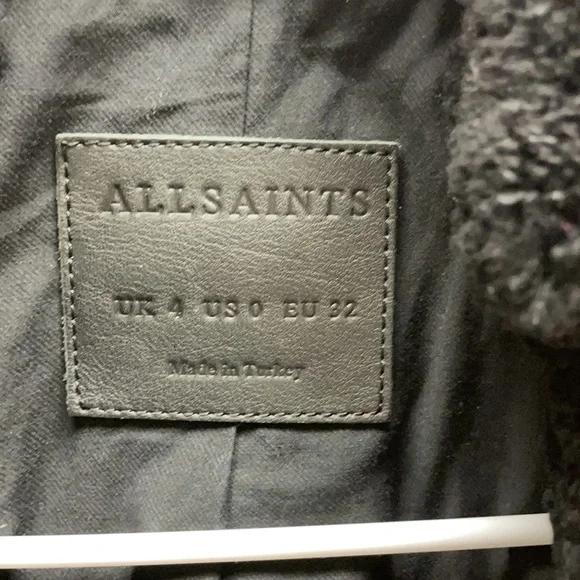 ALLSAINTS
UK 4 US 0 EU 32
Made in Turkey